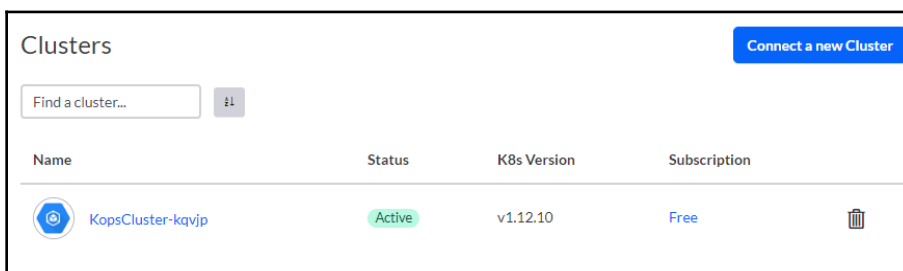 Clusters
Connect a new Cluster
Find a cluster...
Name Status K8s Version Subscription
KopsCluster-kqvjp Active v1.12.10 Free